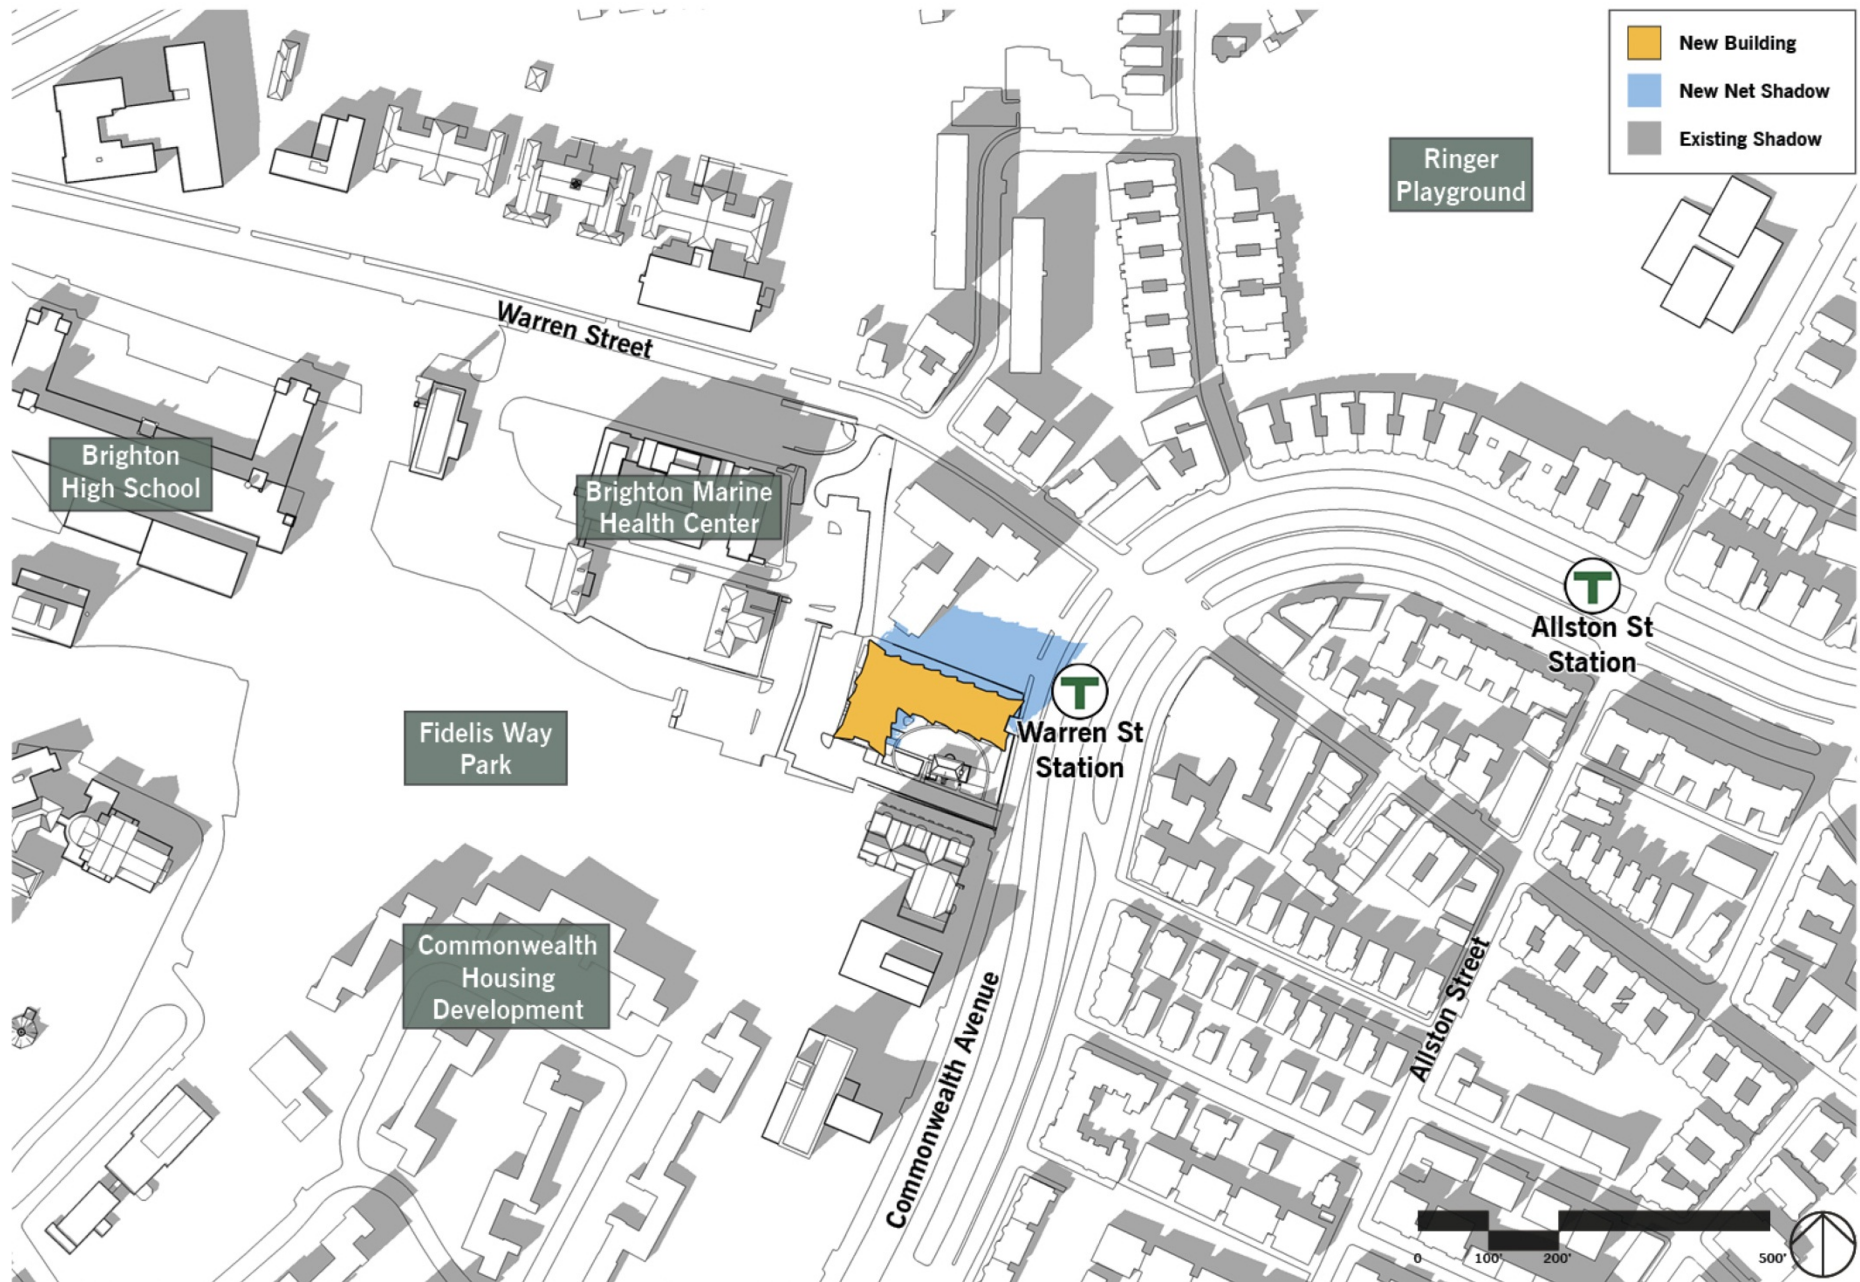 New Building
New Net Shadow
Existing Shadow
Ringer
Playground
Warren Street
Brighton
High School
Brighton Marine
Health Center
T
Allston St
Station
T
Warren St
Station
Fidelis Way
Park
Commonwealth
Housing
Development
Commonwealth Avenue
Allston Street
0
100'
200'
500'